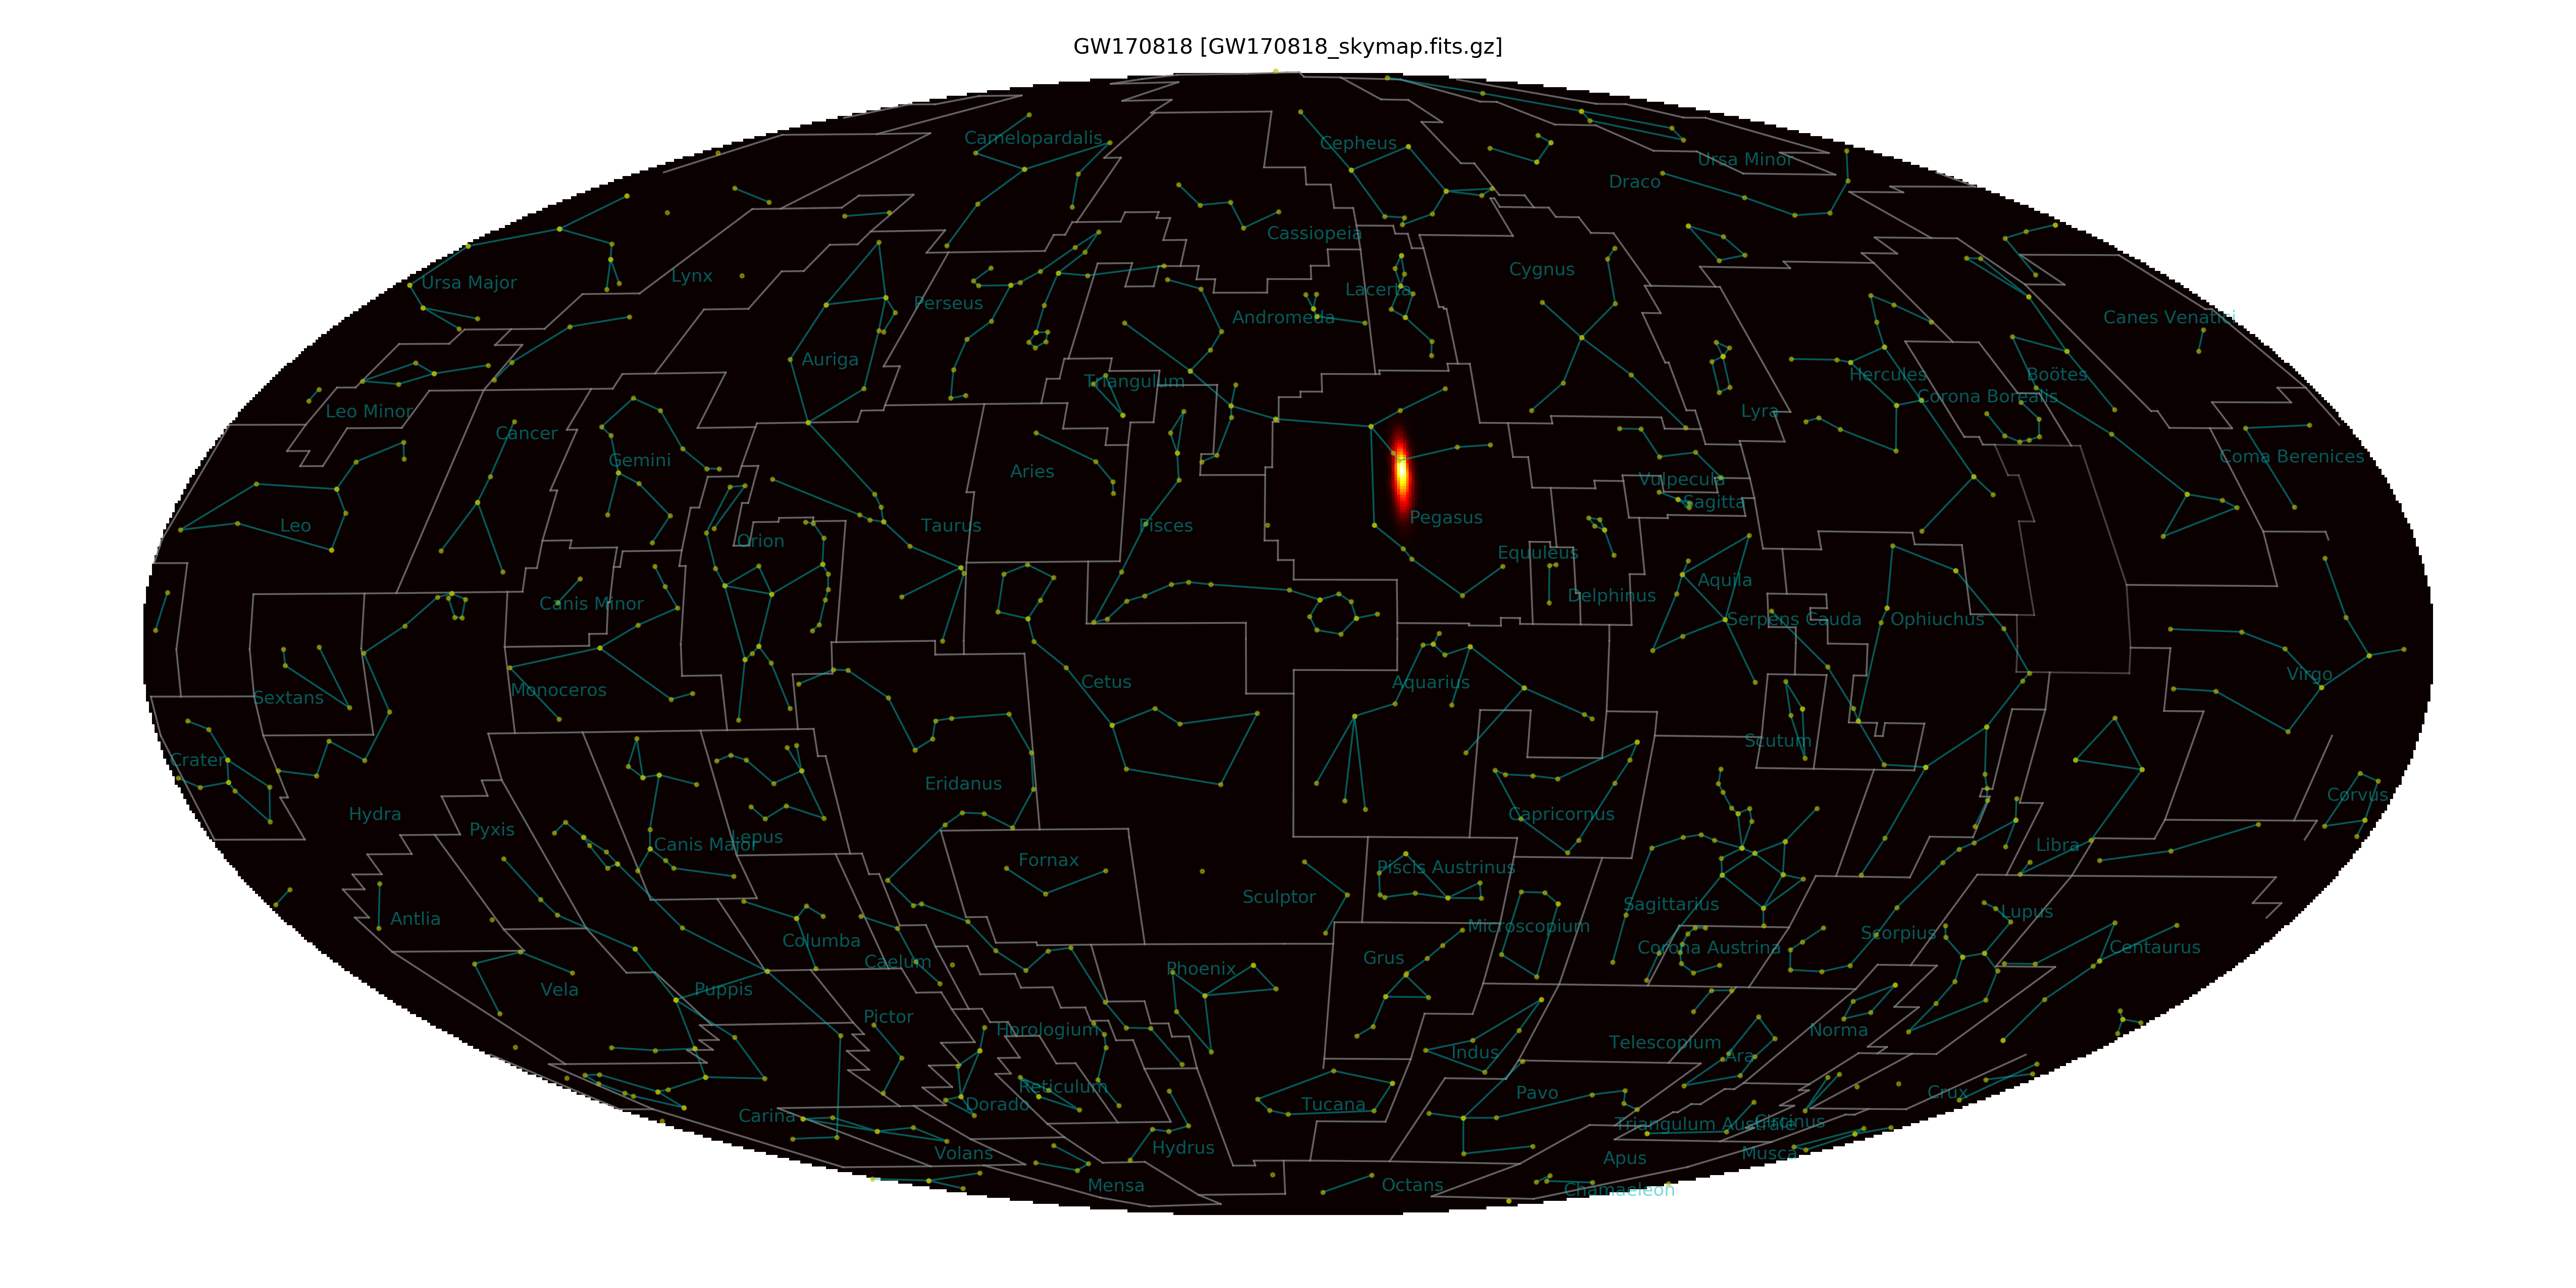 GW170818 [GW170818_skymap.fits.gz]
Camelopardalis
Cepheus
Ursa Minor
Draco
Cassiopeia
Cygnus
Lynx
Ursa Major
Lacerta
Perseus
Andromeda
Canes Venatici
Auriga
Hercules
Boötes
Triangulum
Corona Borealis
Leo Minor
Lyra
Cancer
Coma Berenices
Gemini
Aries
Vulpecula
Sagitta
Pegasus
Leo
Taurus
Pisces
Orion
Equuleus
Aquila
Delphinus
Canis Minor
Serpens Cauda
Ophiuchus
Virgo
Cetus
Aquarius
Monoceros
Sextans
Scutum
Crater
Eridanus
Corvus
Hydra
Capricornus
Pyxis
Lepus
Canis Major
Libra
Fornax
Piscis Austrinus
Sculptor
Sagittarius
Lupus
Antlia
Microscopium
Scorpius
Columba
Corona Austrina
Centaurus
Grus
Caelum
Phoenix
Vela
Puppis
Pictor
Horologium
Norma
Telescopium
Indus
Ara
Reticulum
Pavo
Crux
Dorado
Tucana
Carina
Circinus
Triangulum Australe
Hydrus
Volans
Musca
Apus
Mensa
Octans
Chamaeleon